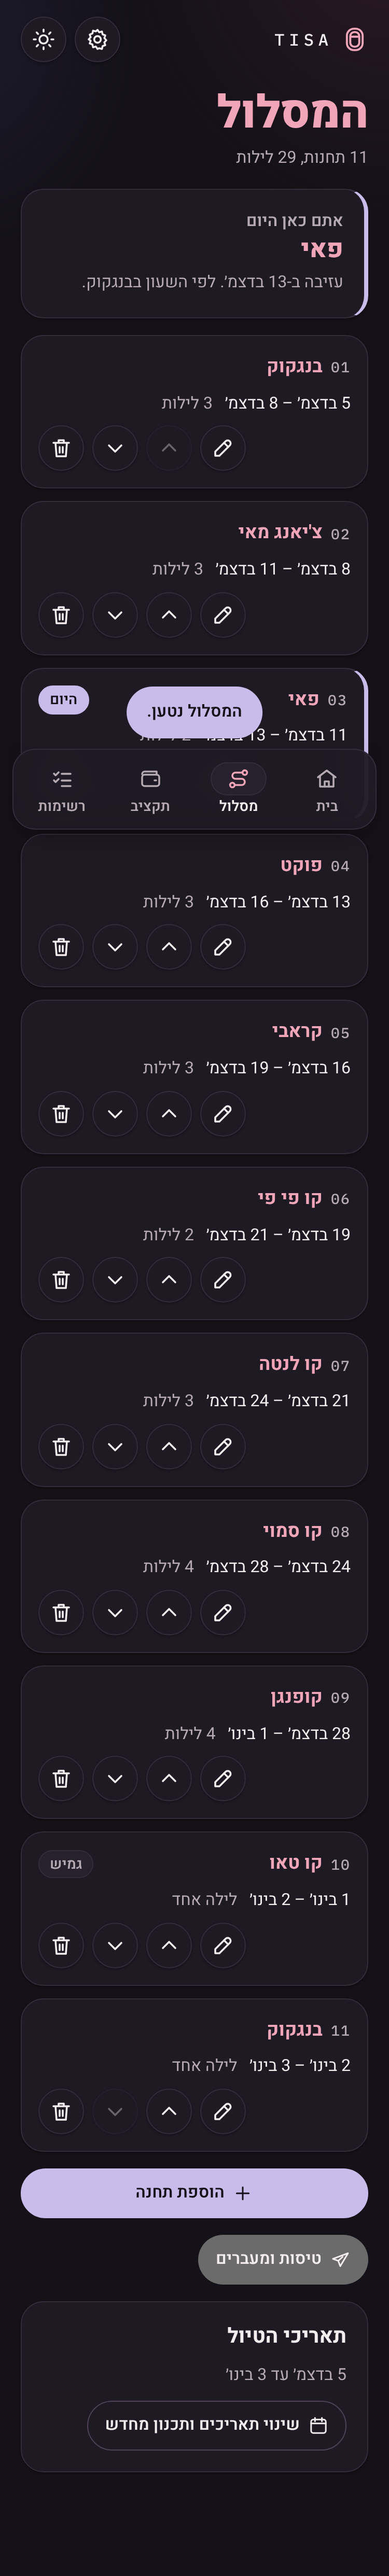 TISA
המסלול
11 תחנות, 29 לילות
אתם כאן היום
פאי
עזיבה ב-13 בדצמ׳. לפי השעון בבנגקוק.
01 בנגקוק
5 בדצמ׳ – 8 בדצמ׳ 3 לילות
02 צ'יאנג מאי
8 בדצמ׳ – 11 בדצמ׳ 3 לילות
03 פאי
היום
המסלול נטען.
11 בדצמ׳ – 13 בדצמ׳ 2 לילות
בית
מסלול
תקציב
רשימות
04 פוקט
13 בדצמ׳ – 16 בדצמ׳ 3 לילות
05 קראבי
16 בדצמ׳ – 19 בדצמ׳ 3 לילות
06 קו פי פי
19 בדצמ׳ – 21 בדצמ׳ 2 לילות
07 קו לנטה
21 בדצמ׳ – 24 בדצמ׳ 3 לילות
08 קו סמוי
24 בדצמ׳ – 28 בדצמ׳ 4 לילות
09 קופנגן
28 בדצמ׳ – 1 בינו׳ 4 לילות
10 קו טאו
גמיש
1 בינו׳ – 2 בינו׳ לילה אחד
11 בנגקוק
2 בינו׳ – 3 בינו׳ לילה אחד
הוספת תחנה
טיסות ומעברים
תאריכי הטיול
5 בדצמ׳ עד 3 בינו׳
שינוי תאריכים ותכנון מחדש